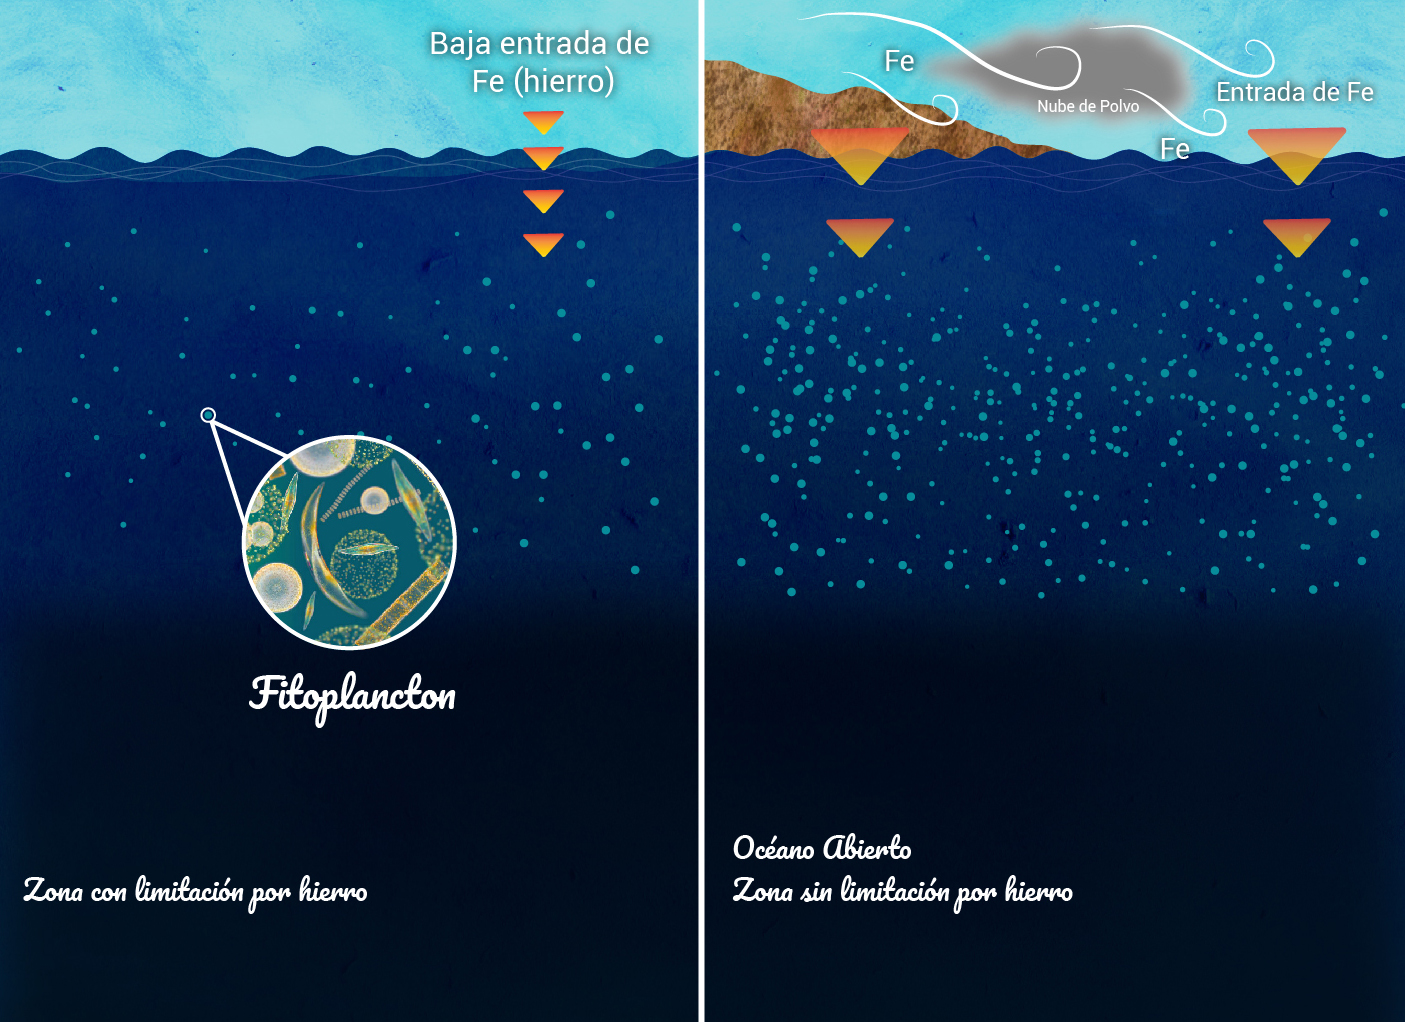 Baja entrada de
Fe (hierro)
Fitoplancton
Zona con limitación por hierro
Fe
Nube de Polvo
Entrada de Fe
Fe
Océano Abierto
Zona sin limitación por hierro